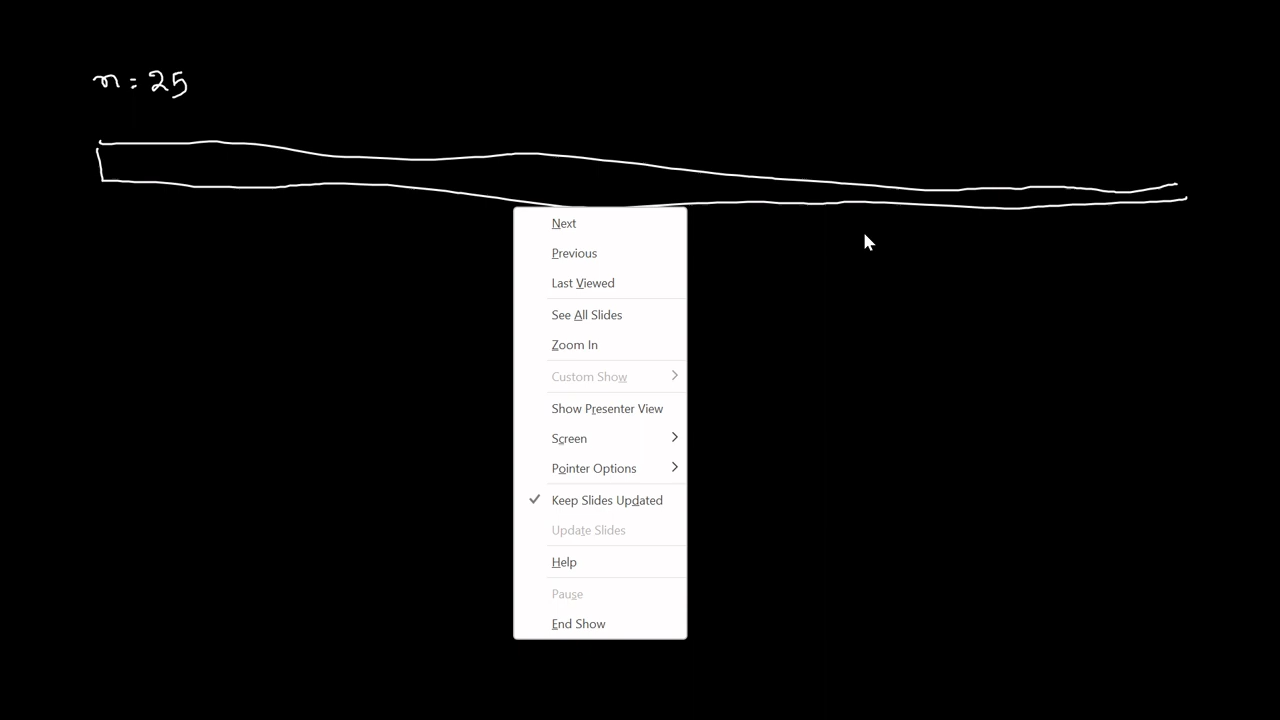 n = 25
Next
Previous
Last Viewed
See All Slides
Zoom In
Custom Show
Show Presenter View
Screen
Pointer Options
Keep Slides Updated
Update Slides
Help
Pause
End Show